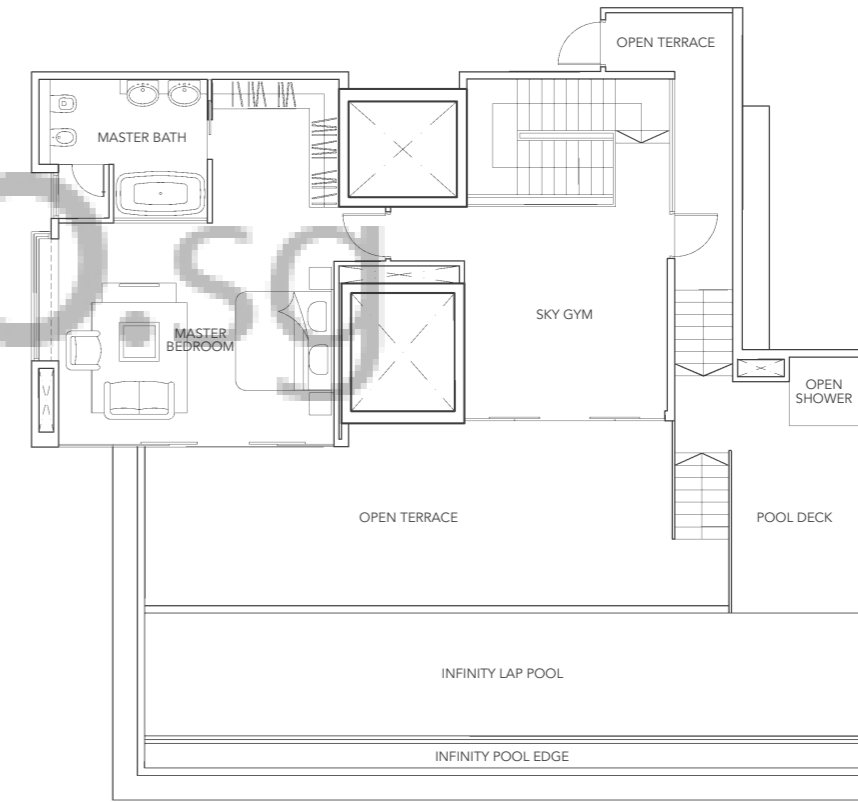 OPEN TERRACE
MASTER BATH
SKY GYM
MASTER
BEDROOM
OPEN
SHOWER
OPEN TERRACE
POOL DECK
INFINITY LAP POOL
INFINITY POOL EDGE
.sg